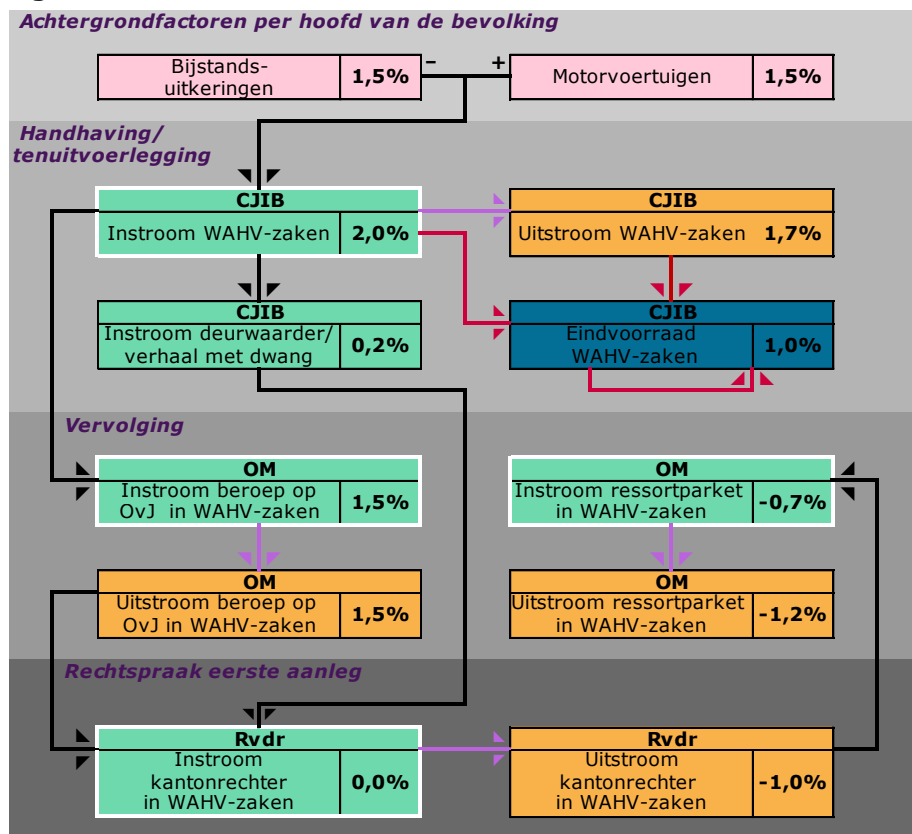 Achtergrondfactoren per hoofd van de bevolking
Bijstands-
uitkeringen
1,5%
–
+
Motorvoertuigen
1,5%
Handhaving/
tenuitvoerlegging
CJIB
Instroom WAHV-zaken
2,0%
CJIB
Uitstroom WAHV-zaken
1,7%
CJIB
Instroom deurwaarder/
verhaal met dwang
0,2%
CJIB
Eindvoorraad
WAHV-zaken
1,0%
Vervolging
OM
Instroom beroep op
OvJ in WAHV-zaken
1,5%
OM
Instroom ressortparket
in WAHV-zaken
-0,7%
OM
Uitstroom beroep op
OvJ in WAHV-zaken
1,5%
OM
Uitstroom ressortparket
in WAHV-zaken
-1,2%
Rechtspraak eerste aanleg
Rvdr
Instroom
kantonrechter
in WAHV-zaken
0,0%
Rvdr
Uitstroom
kantonrechter
in WAHV-zaken
-1,0%